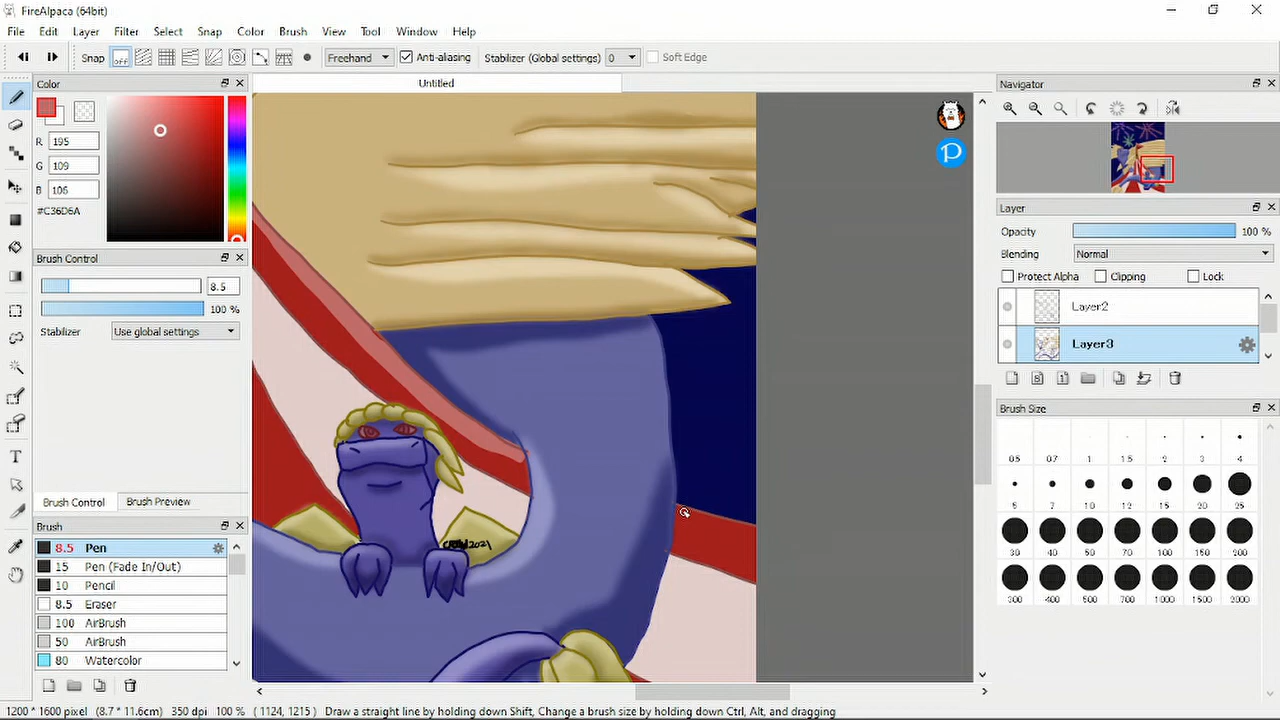 FireAlpaca (64bit)
File Edit Layer Filter Select Snap Color Brush View Tool Window Help
Snap off Freehand Anti-aliasing Stabilizer (Global settings) 0 Soft Edge
Color
Untitled
Navigator
R 195
G 109
B 106
#C36D6A
Layer
Opacity 100 %
Blending Normal
Protect Alpha Clipping Lock
Layer2
Layer3
Brush Control
8.5
100 %
Stabilizer Use global settings
Brush Size
0.5 0.7 1 1.5 2 3 4
5 7 10 12 15 20 25
30 40 50 70 100 150 200
300 400 500 700 1000 1500 2000
Brush Control Brush Preview
Brush
8.5 Pen
15 Pen (Fade In/Out)
10 Pencil
8.5 Eraser
100 AirBrush
50 AirBrush
80 Watercolor
2021
1200 * 1600 pixel (8.7 * 11.6cm) 350 dpi 100 % ( 1124, 1215 ) Draw a straight line by holding down Shift, Change a brush size by holding down Ctrl, Alt, and dragging